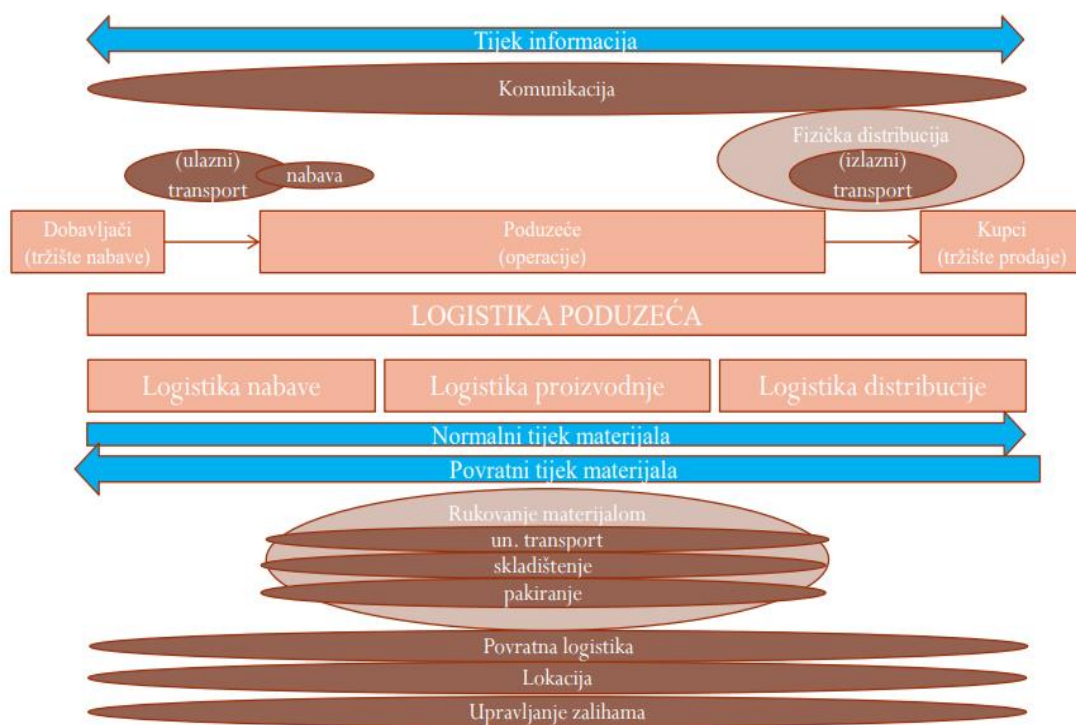 Tijek informacija
Komunikacija
Fizička distribucija
(ulazni)
transport
nabava
(izlazni)
transport
Dobavljači
(tržište nabave)
Poduzeće
(operacije)
Kupci
(tržište prodaje)
LOGISTIKA PODUZEĆA
Logistika nabave
Logistika proizvodnje
Logistika distribucije
Normalni tijek materijala
Povratni tijek materijala
Rukovanje materijalom
un. transport
skladištenje
pakiranje
Povratna logistika
Lokacija
Upravljanje zalihama